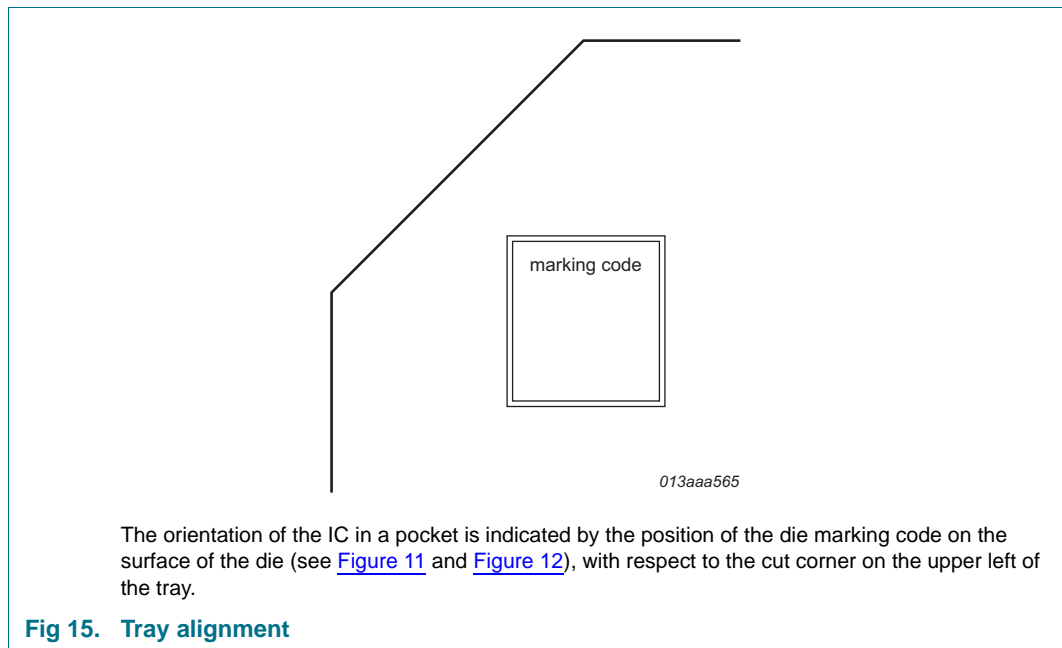 marking code
013aaa565
The orientation of the IC in a pocket is indicated by the position of the die marking code on the
surface of the die (see Figure 11 and Figure 12), with respect to the cut corner on the upper left of
the tray.
Fig 15. Tray alignment